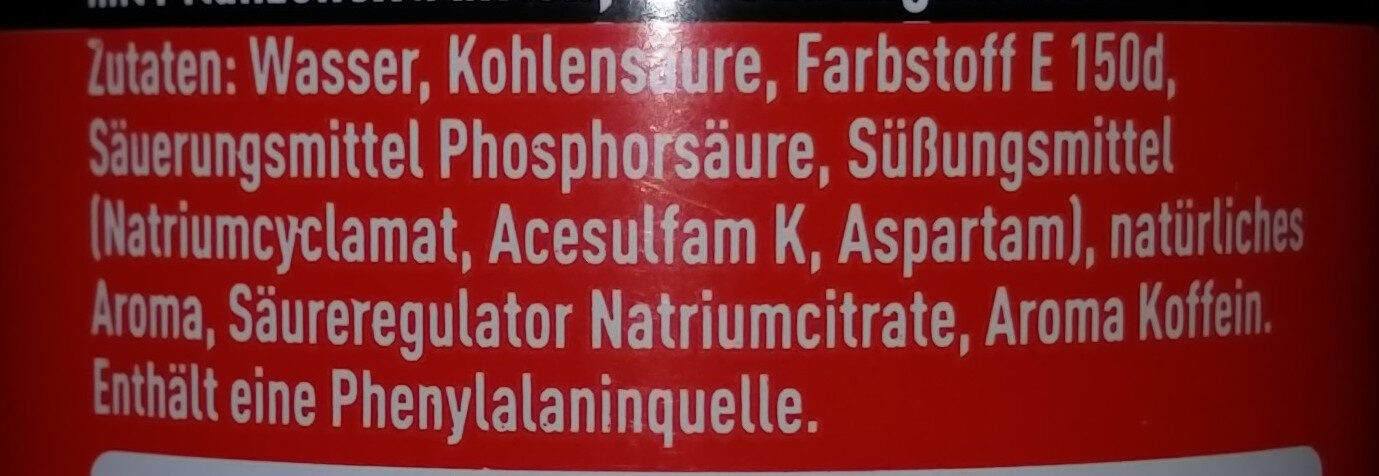 Zutaten: Wasser, Kohlensäure, Farbstoff E 150d,
Säuerungsmittel Phosphorsäure, Süßungsmittel
(Natriumcyclamat, Acesulfam K, Aspartam), natürliches
Aroma, Säureregulator Natriumcitrate, Aroma Koffein.
Enthält eine Phenylalaninquelle.